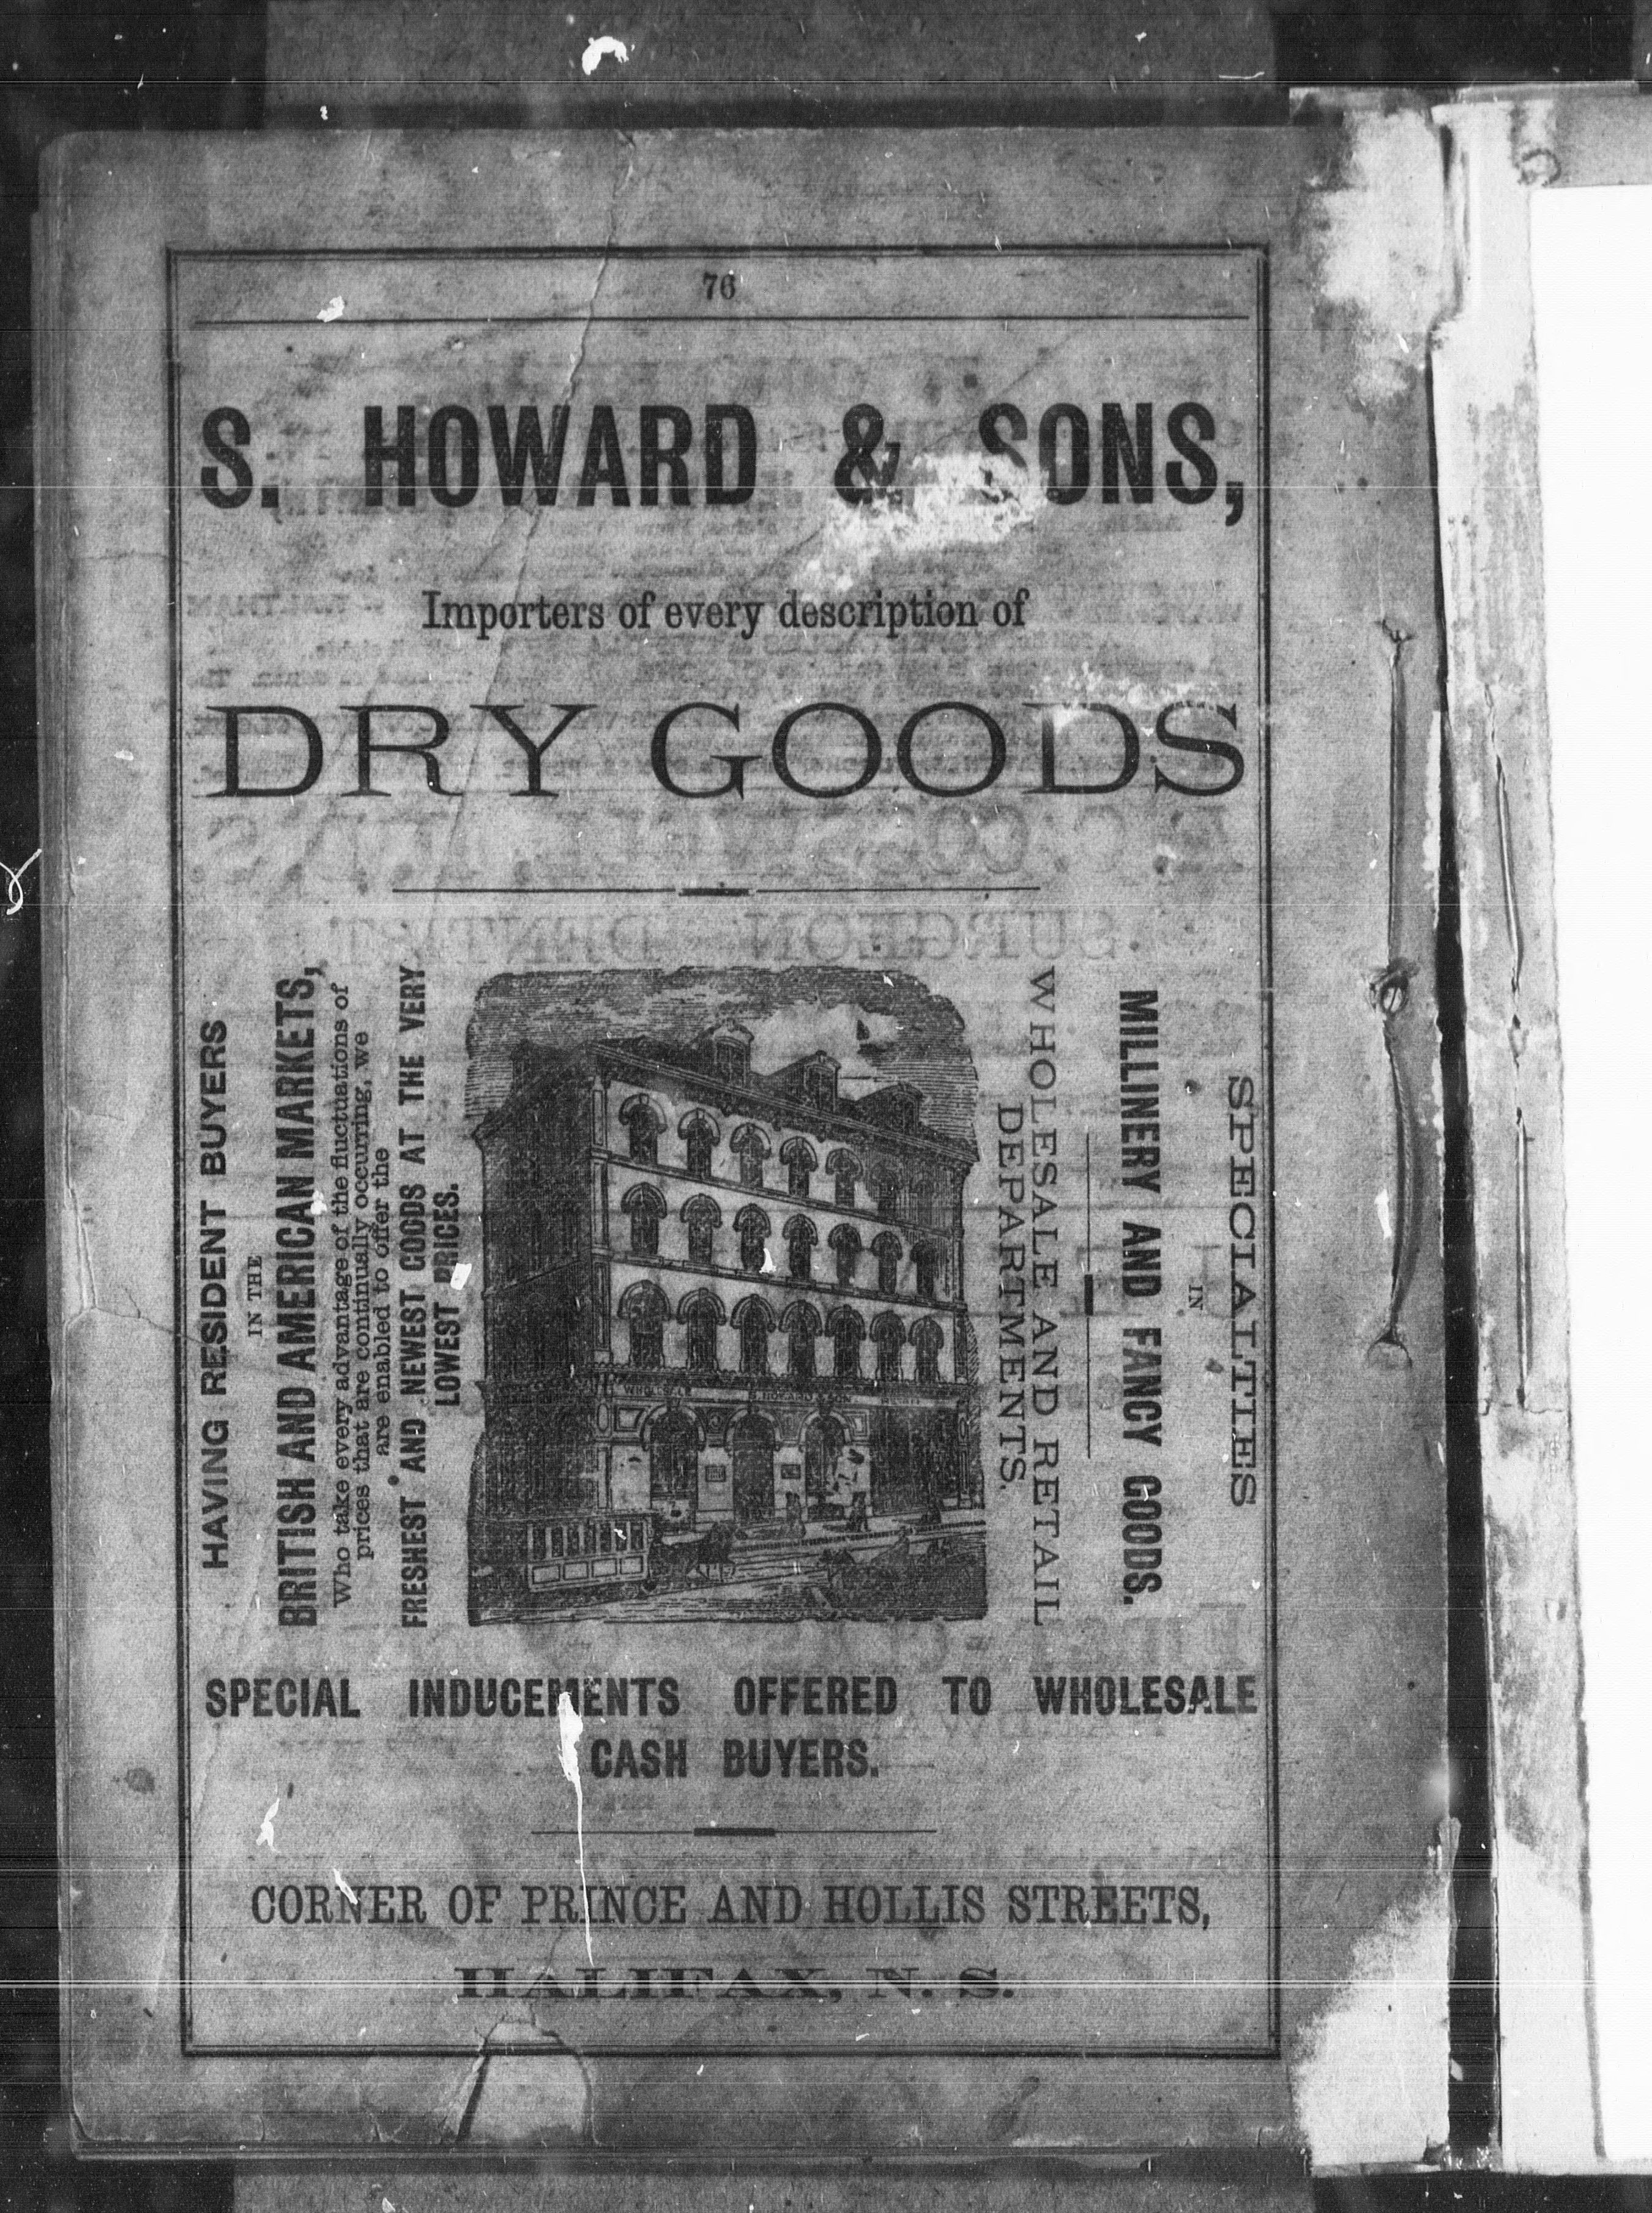 76
S. HOWARD & SONS,
Importers of every description of
DRY GOODS
HAVING RESIDENT BUYERS
IN THE
BRITISH AND AMERICAN MARKETS,
Who take every advantage of the fluctuations of
prices that are continually occurring, we
are enabled to offer the
FRESHEST AND NEWEST GOODS AT THE VERY
LOWEST PRICES.
WHOLESALE
SPECIALTIES
IN
MILLINERY AND FANCY GOODS.
WHOLESALE AND RETAIL
DEPARTMENTS.
SPECIAL INDUCEMENTS OFFERED TO WHOLESALE
CASH BUYERS.
CORNER OF PRINCE AND HOLLIS STREETS,
HALIFAX, N. S.